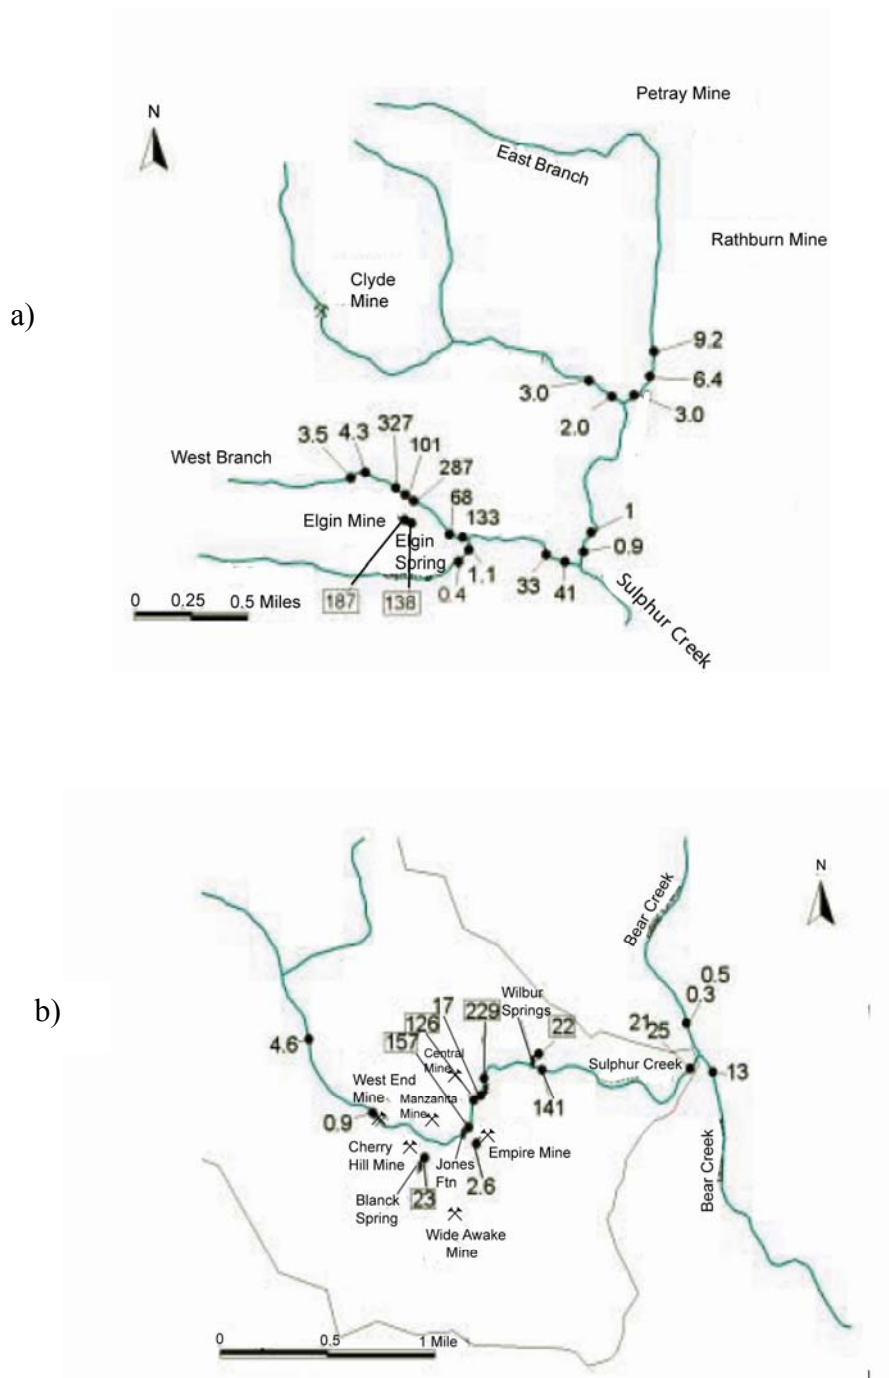 N
Petray Mine
East Branch
Rathburn Mine
Clyde
Mine
a)
9.2
6.4
3.0
3.0
2.0
327
4.3
3.5
101
287
West Branch
68
133
Elgin Mine
Elgin
Spring
1
0.9
1.1
0.4
33
41
187
138
Sulphur Creek
0 0.25 0.5 Miles
N
Bear Creek
b)
0.5
0.3
Wilbur
Springs
17
229
126
157
22
21
25
4.6
Central
Mine
Sulphur Creek
13
West End
Mine
Manzanita
Mine
141
0.9
Cherry
Hill Mine
Jones
Ftn
Empire Mine
2.6
Blanck
Spring
23
Bear Creek
Wide Awake
Mine
0 0.5 1 Mile